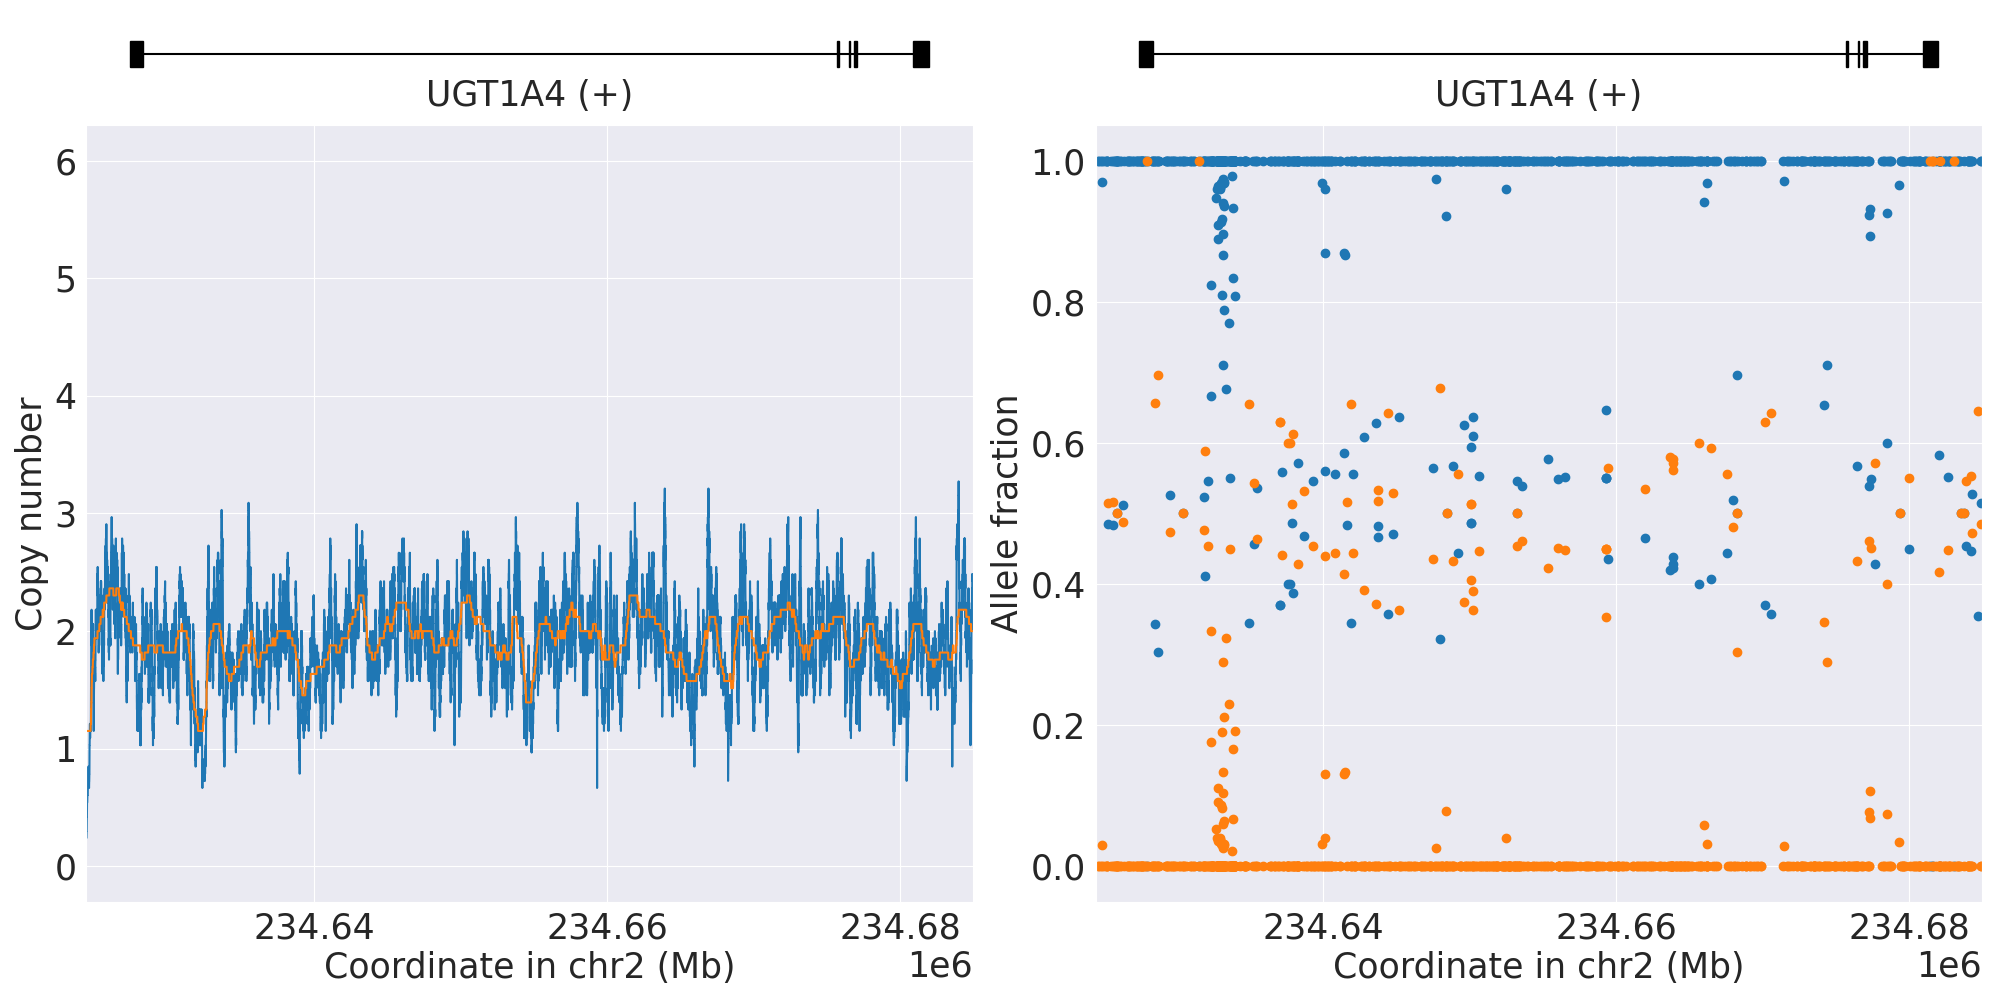 UGT1A4 (+)
6
5
4
3
2
1
0
Copy number
234.64
234.66
234.68
1e6
Coordinate in chr2 (Mb)
UGT1A4 (+)
1.0
0.8
0.6
0.4
0.2
0.0
Allele fraction
234.64
234.66
234.68
1e6
Coordinate in chr2 (Mb)